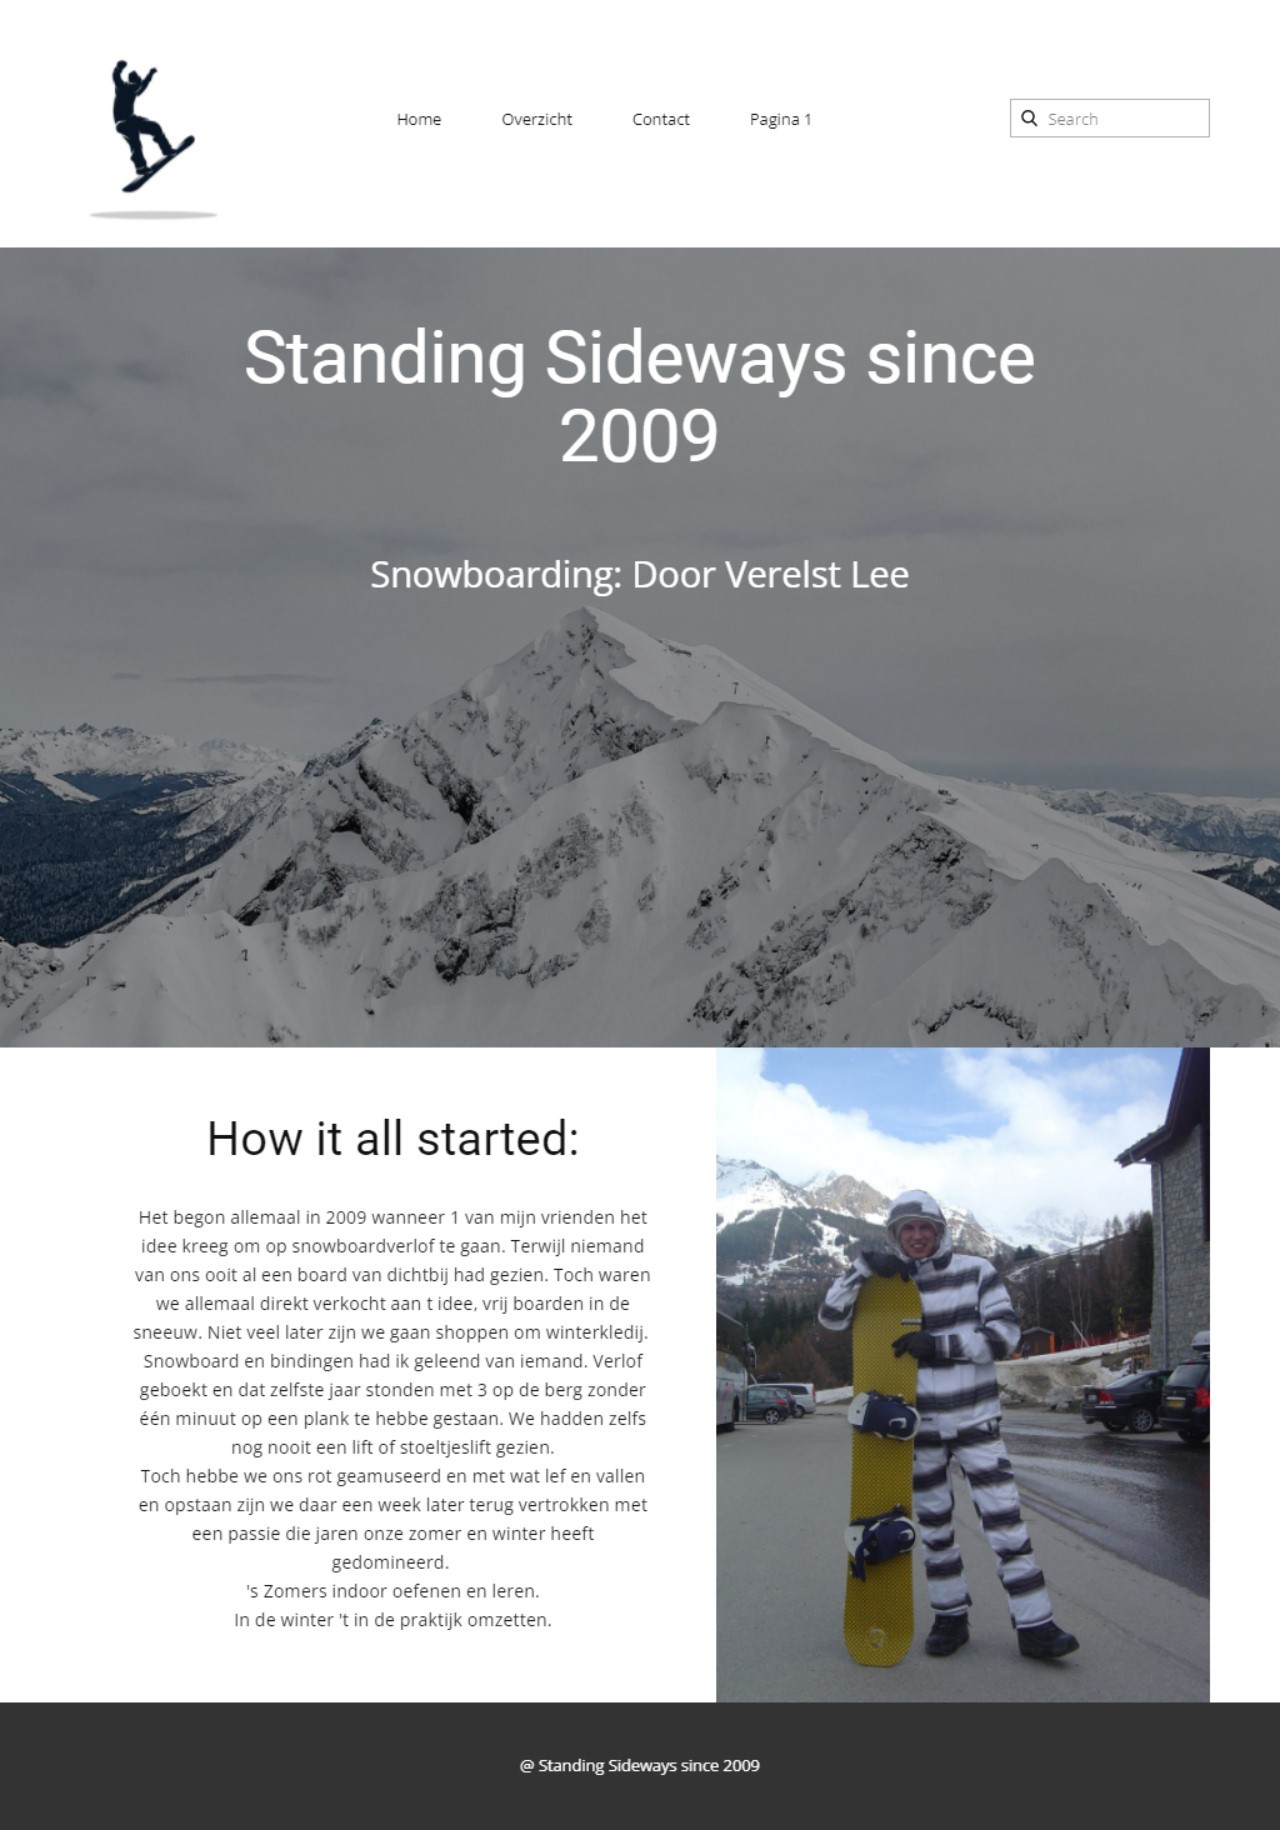 Home
Overzicht
Contact
Pagina 1
Search
Standing Sideways since
2009
Snowboarding: Door Verelst Lee
How it all started:
Het begon allemaal in 2009 wanneer 1 van mijn vrienden het
idee kreeg om op snowboardverlof te gaan. Terwijl niemand
van ons ooit al een board van dichtbij had gezien. Toch waren
we allemaal direkt verkocht aan t idee, vrij boarden in de
sneeuw. Niet veel later zijn we gaan shoppen om winterkledij.
Snowboard en bindingen had ik geleend van iemand. Verlof
geboekt en dat zelfste jaar stonden met 3 op de berg zonder
één minuut op een plank te hebbe gestaan. We hadden zelfs
nog nooit een lift of stoeltjeslift gezien.
Toch hebbe we ons rot geamuseerd en met wat lef en vallen
en opstaan zijn we daar een week later terug vertrokken met
een passie die jaren onze zomer en winter heeft
gedomineerd.
's Zomers indoor oefenen en leren.
In de winter 't in de praktijk omzetten.
@ Standing Sideways since 2009